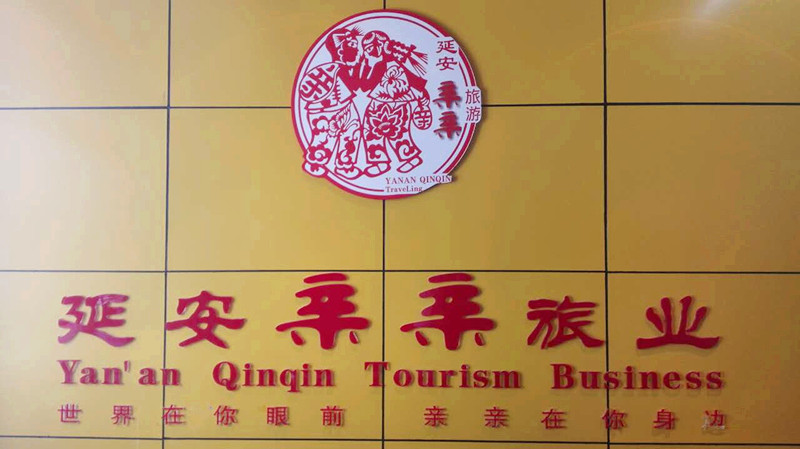 延安
亲亲
旅游
YANAN QINQIN
TraveLing
延安亲亲旅业
Yan'an Qinqin Tourism Business
世界在你眼前 亲亲在你身边